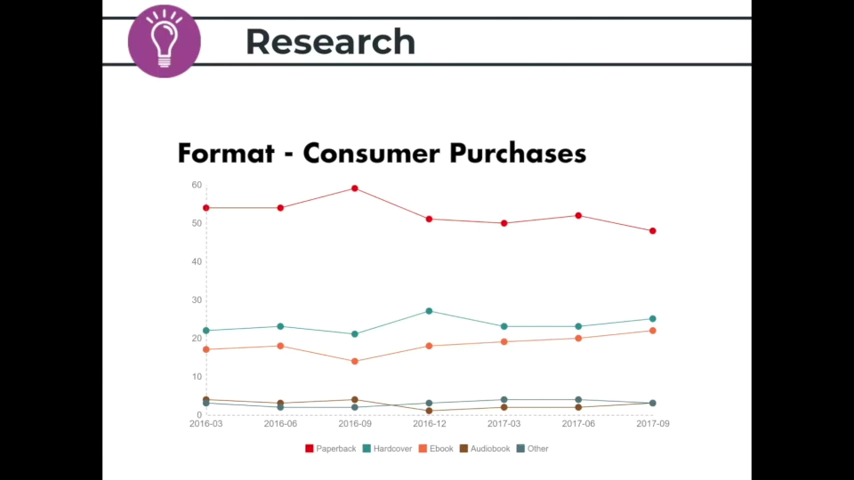 Research
Format - Consumer Purchases
60
50
40
30
20
10
0
2016-03 2016-06 2016-09 2016-12 2017-03 2017-06 2017-09
Paperback Hardcover Ebook Audiobook Other